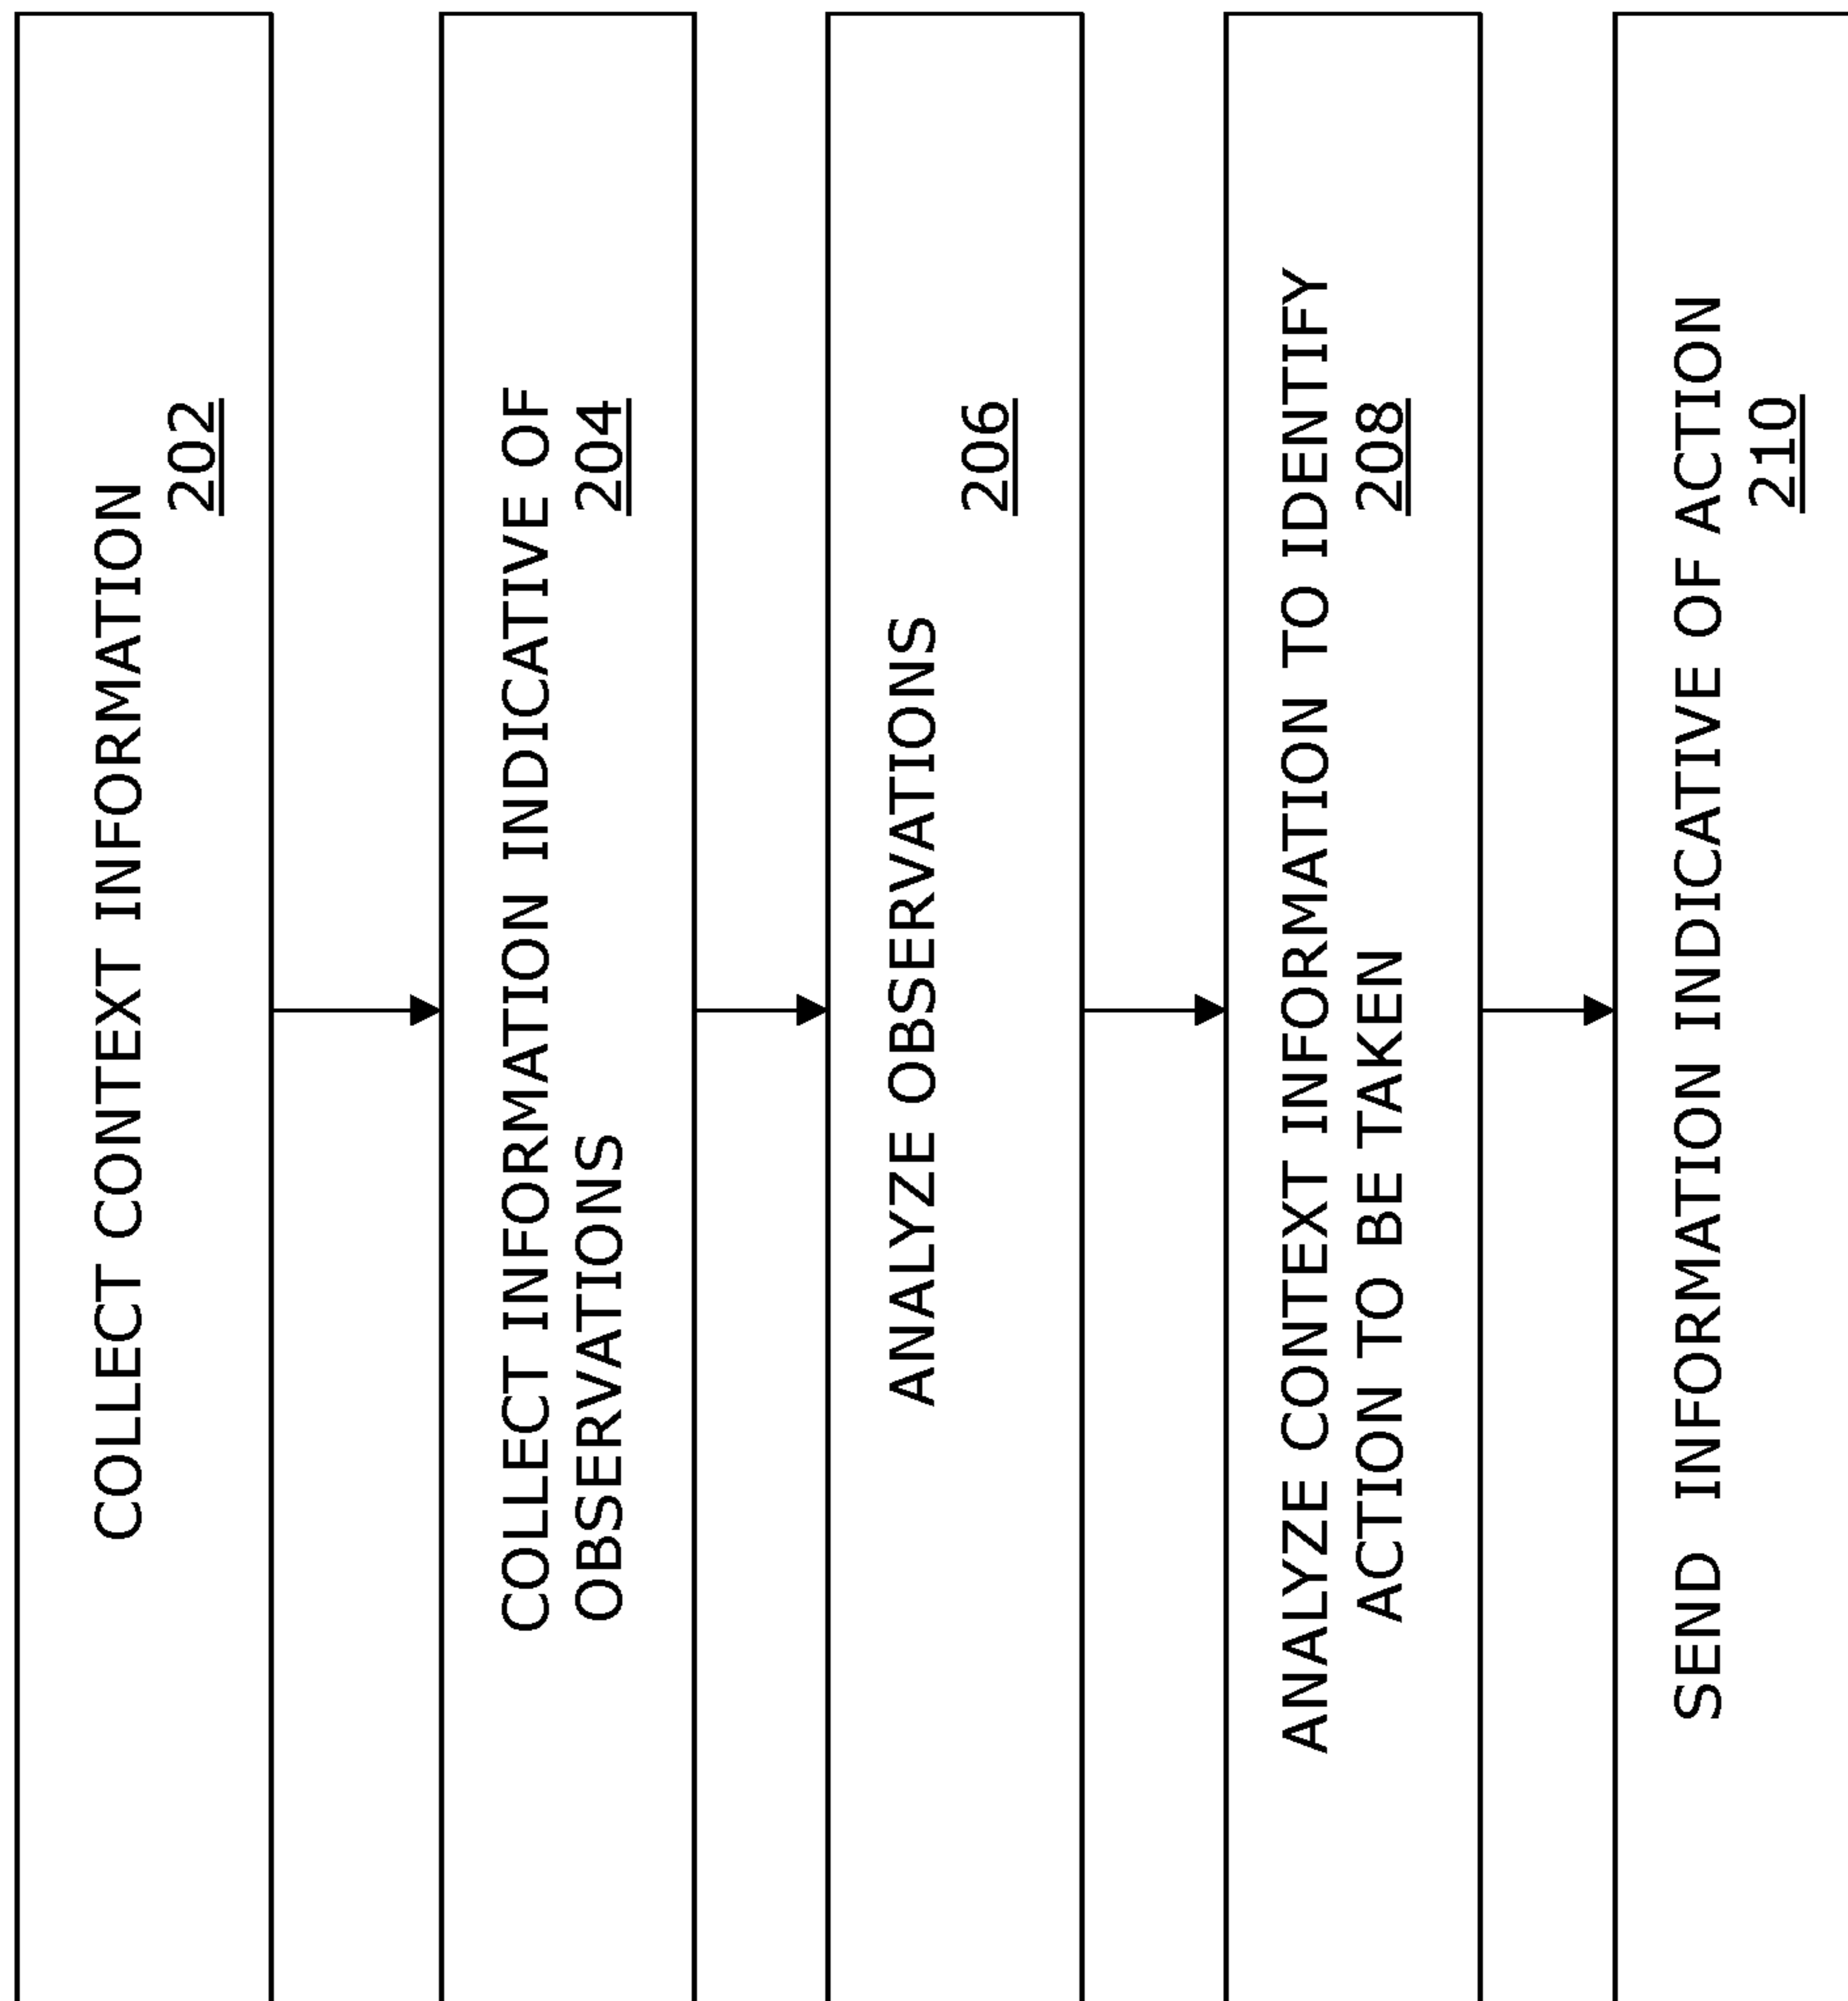 COLLECT CONTEXT INFORMATION
202
COLLECT INFORMATION INDICATIVE OF
OBSERVATIONS 204
ANALYZE OBSERVATIONS
206
ANALYZE CONTEXT INFORMATION TO IDENTIFY
ACTION TO BE TAKEN 208
SEND INFORMATION INDICATIVE OF ACTION
210